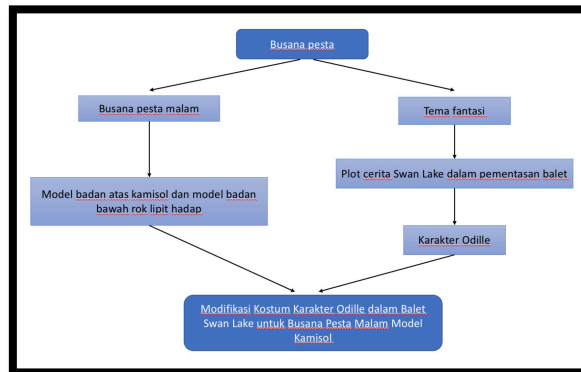 Busana pesta
Busana pesta malam
Tema fantasi
Plot cerita Swan Lake dalam pementasan balet
Model badan atas kamisol dan model badan
bawah rok lipit hadap
Karakter Odille
Modifikasi Kostum Karakter Odille dalam Balet
Swan Lake untuk Busana Pesta Malam Model
Kamisol